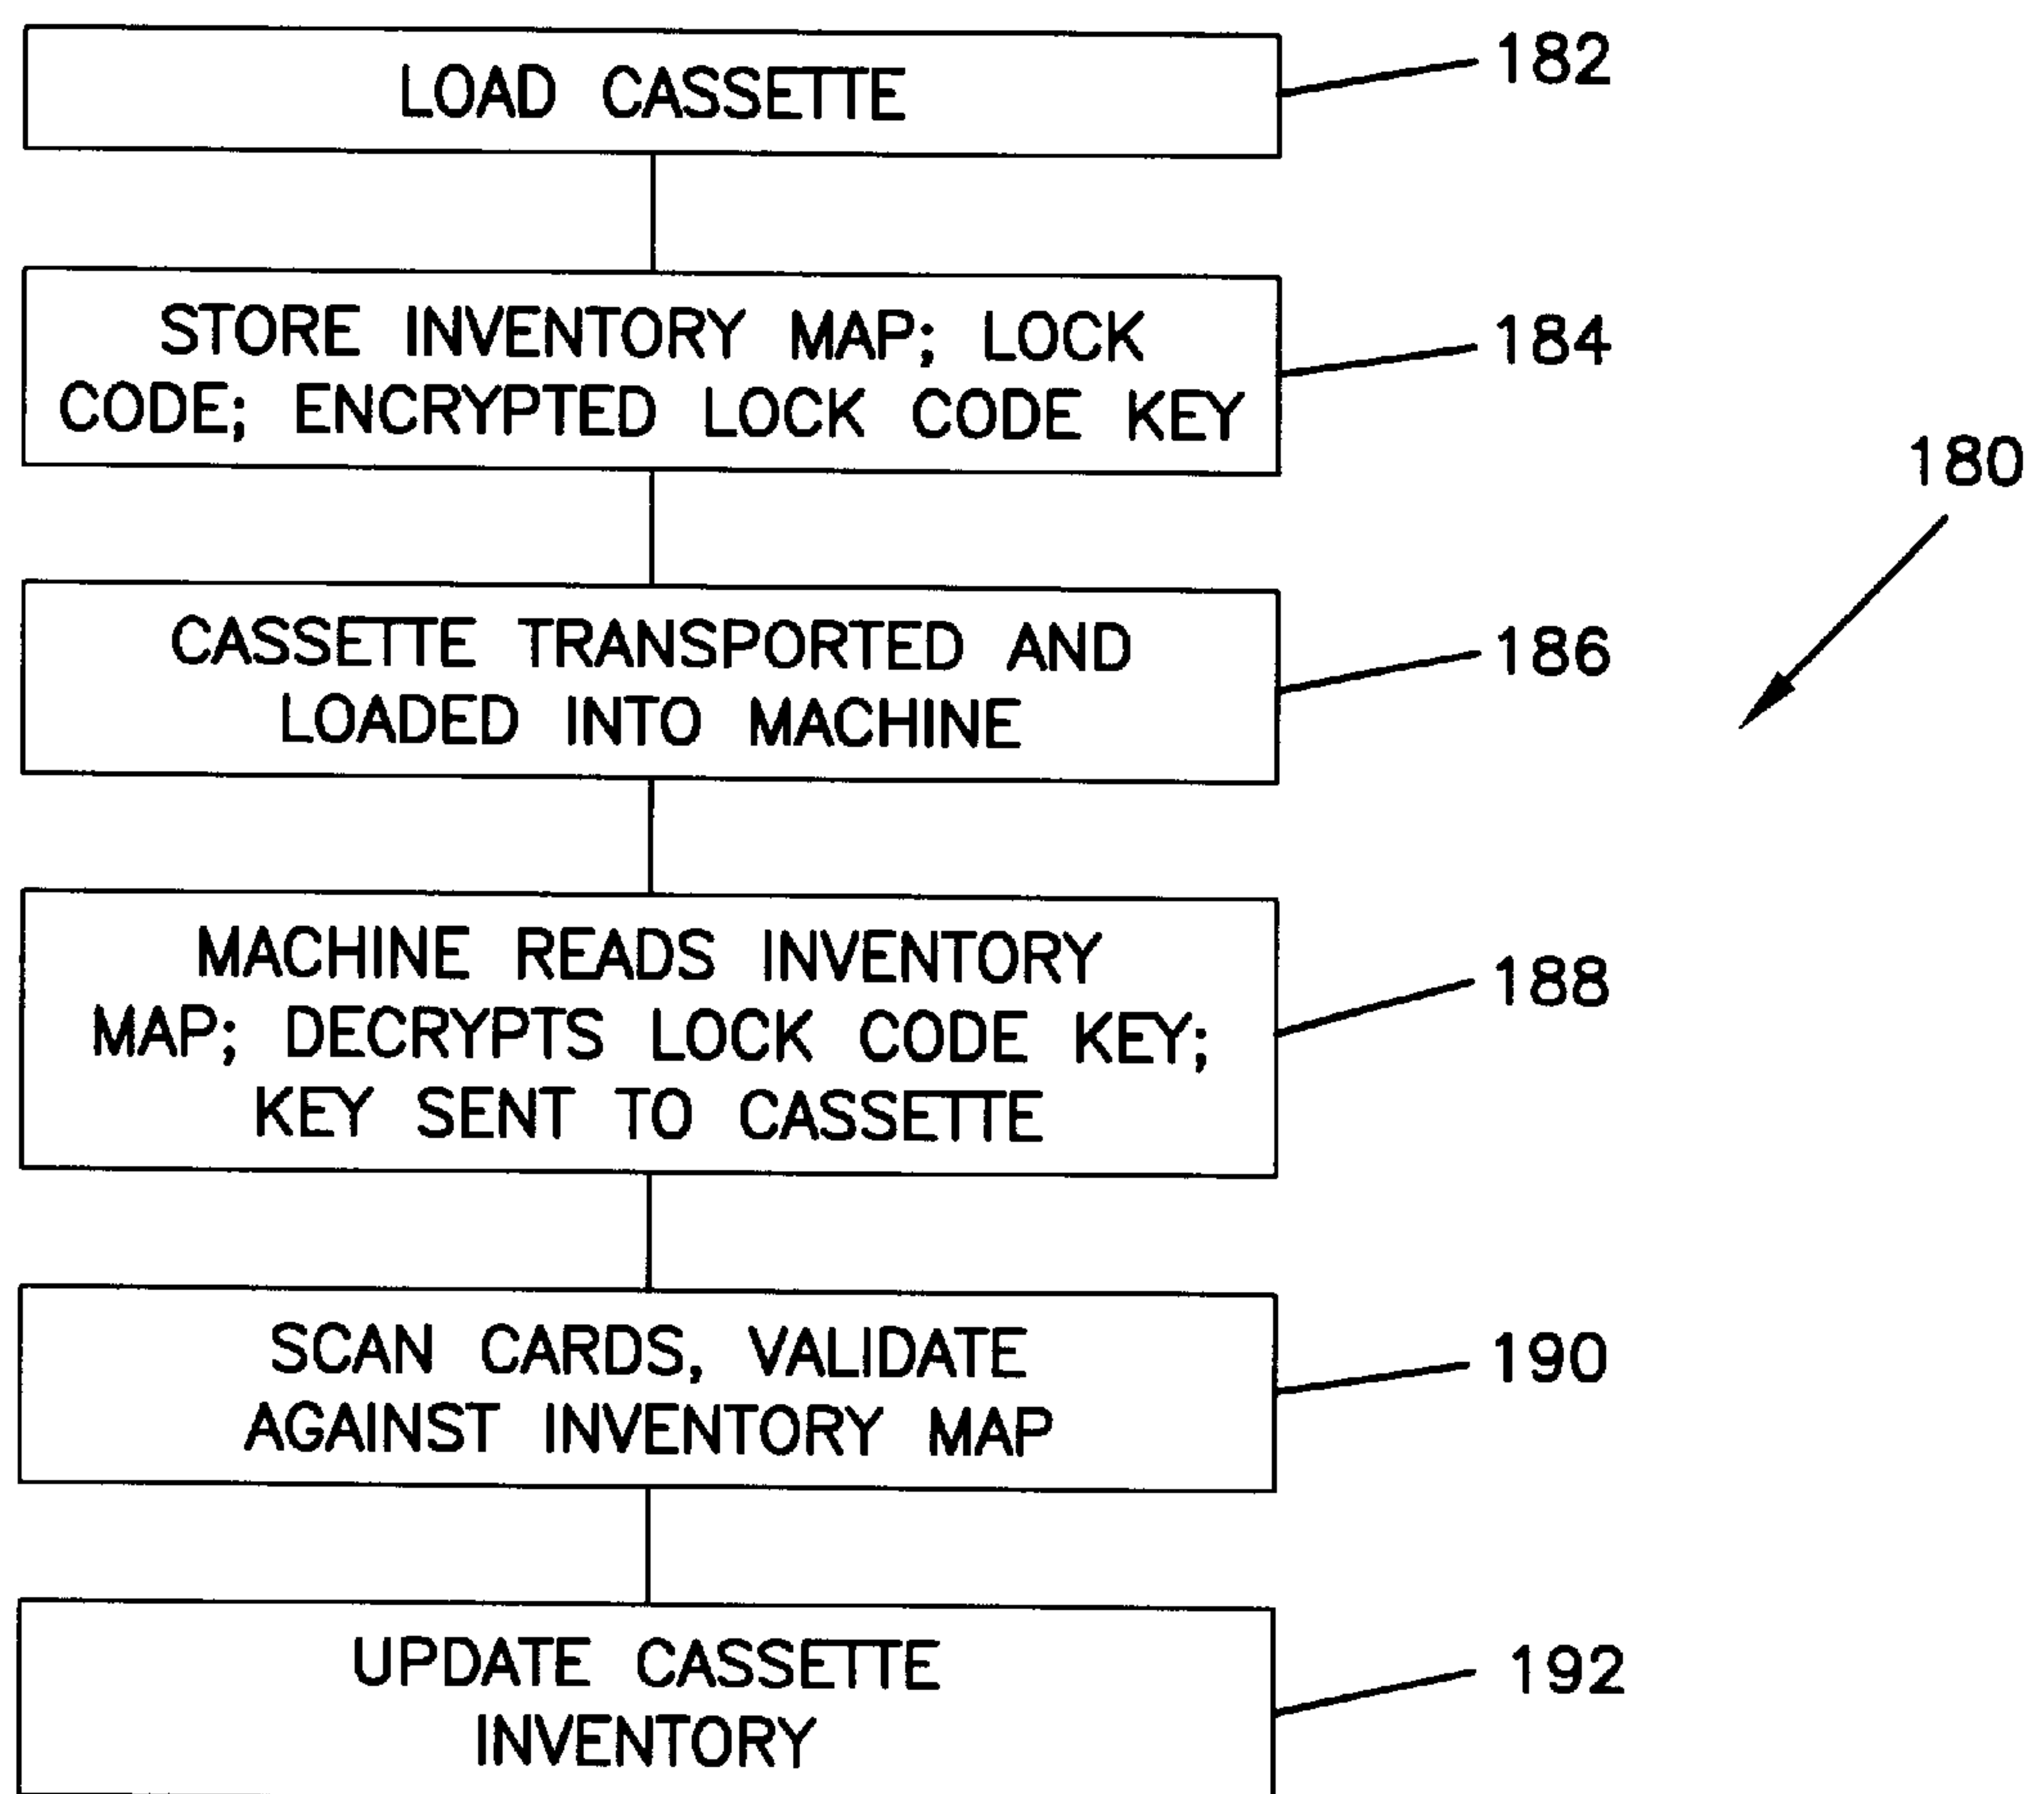 LOAD CASSETTE
182
STORE INVENTORY MAP; LOCK
CODE; ENCRYPTED LOCK CODE KEY
184
180
CASSETTE TRANSPORTED AND
LOADED INTO MACHINE
186
MACHINE READS INVENTORY
MAP; DECRYPTS LOCK CODE KEY;
KEY SENT TO CASSETTE
188
SCAN CARDS, VALIDATE
AGAINST INVENTORY MAP
190
UPDATE CASSETTE
INVENTORY
192